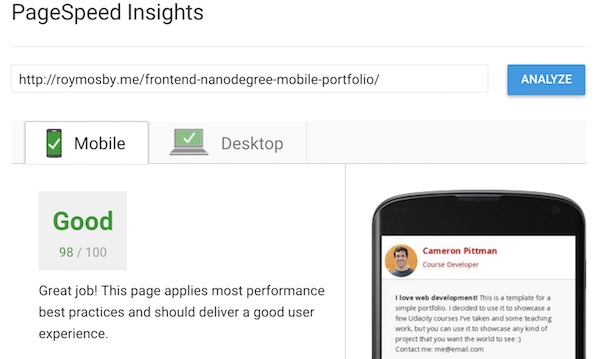 PageSpeed Insights
http://roymosby.me/frontend-nanodegree-mobile-portfolio/
ANALYZE
Mobile
Desktop
Good
98 / 100
Great job! This page applies most performance
best practices and should deliver a good user
experience.
Cameron Pittman
Course Developer
I love web development! This is a template for a
simple portfolio. I decided to use it to showcase a
few Udacity courses I've taken and some teaching
work, but you can use it to showcase any kind of
project that you want the world to see :)
Contact me: me@email.com